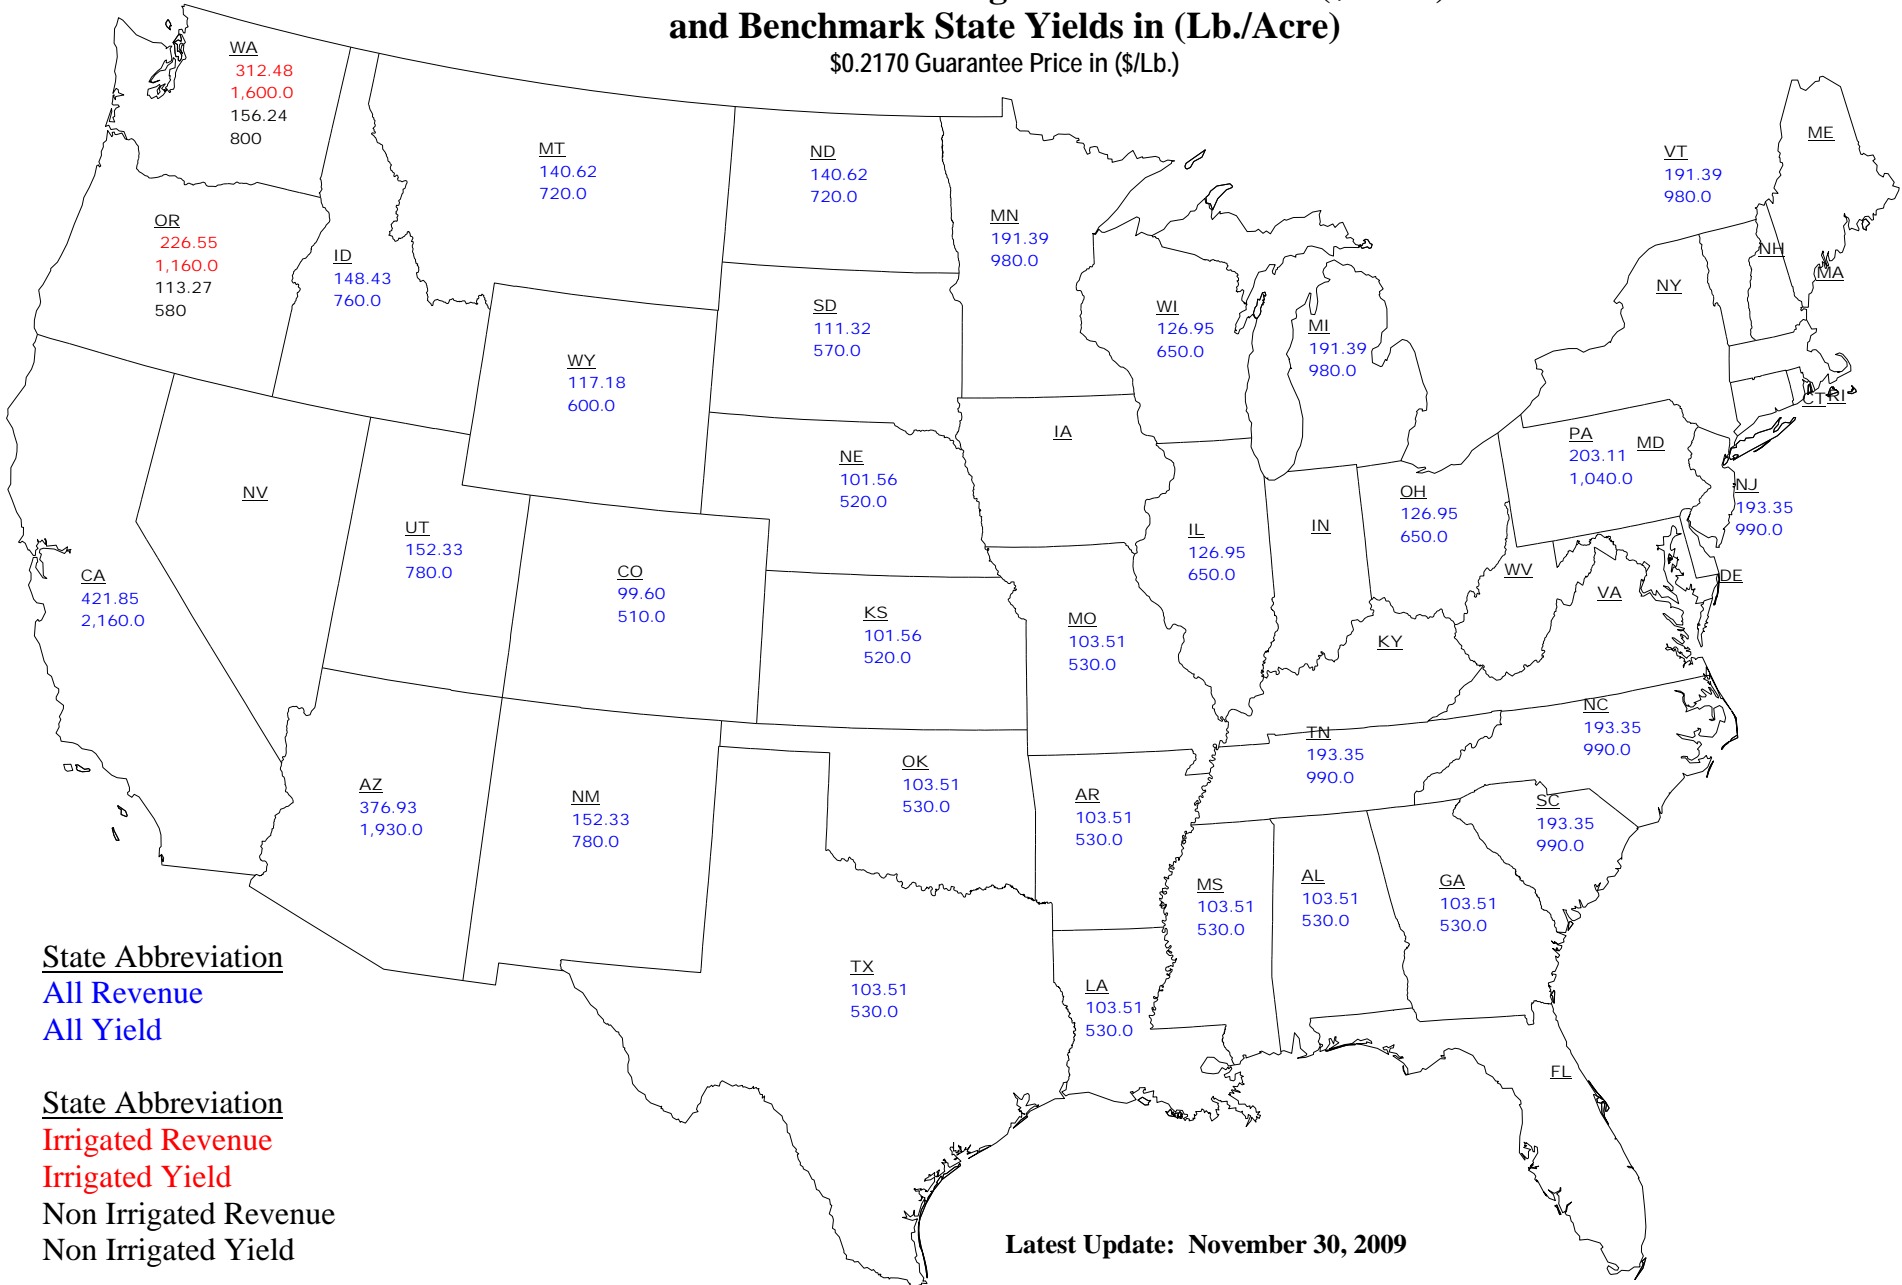 and Benchmark State Yields in (Lb./Acre)
$0.2170 Guarantee Price in ($/Lb.)
WA
312.48
1,600.0
156.24
800
OR
226.55
1,160.0
113.27
580
ID
148.43
760.0
MT
140.62
720.0
ND
140.62
720.0
MN
191.39
980.0
WI
126.95
650.0
MI
191.39
980.0
VT
191.39
980.0
ME
NH
MA
NY
CT
RI
SD
111.32
570.0
WY
117.18
600.0
NE
101.56
520.0
IA
IL
126.95
650.0
IN
OH
126.95
650.0
PA
203.11
1,040.0
MD
NJ
193.35
990.0
DE
WV
VA
KY
NV
UT
152.33
780.0
CO
99.60
510.0
KS
101.56
520.0
MO
103.51
530.0
CA
421.85
2,160.0
AZ
376.93
1,930.0
NM
152.33
780.0
OK
103.51
530.0
AR
103.51
530.0
TN
193.35
990.0
NC
193.35
990.0
SC
193.35
990.0
MS
103.51
530.0
AL
103.51
530.0
GA
103.51
530.0
TX
103.51
530.0
LA
103.51
530.0
FL
State Abbreviation
All Revenue
All Yield
State Abbreviation
Irrigated Revenue
Irrigated Yield
Non Irrigated Revenue
Non Irrigated Yield
Latest Update: November 30, 2009